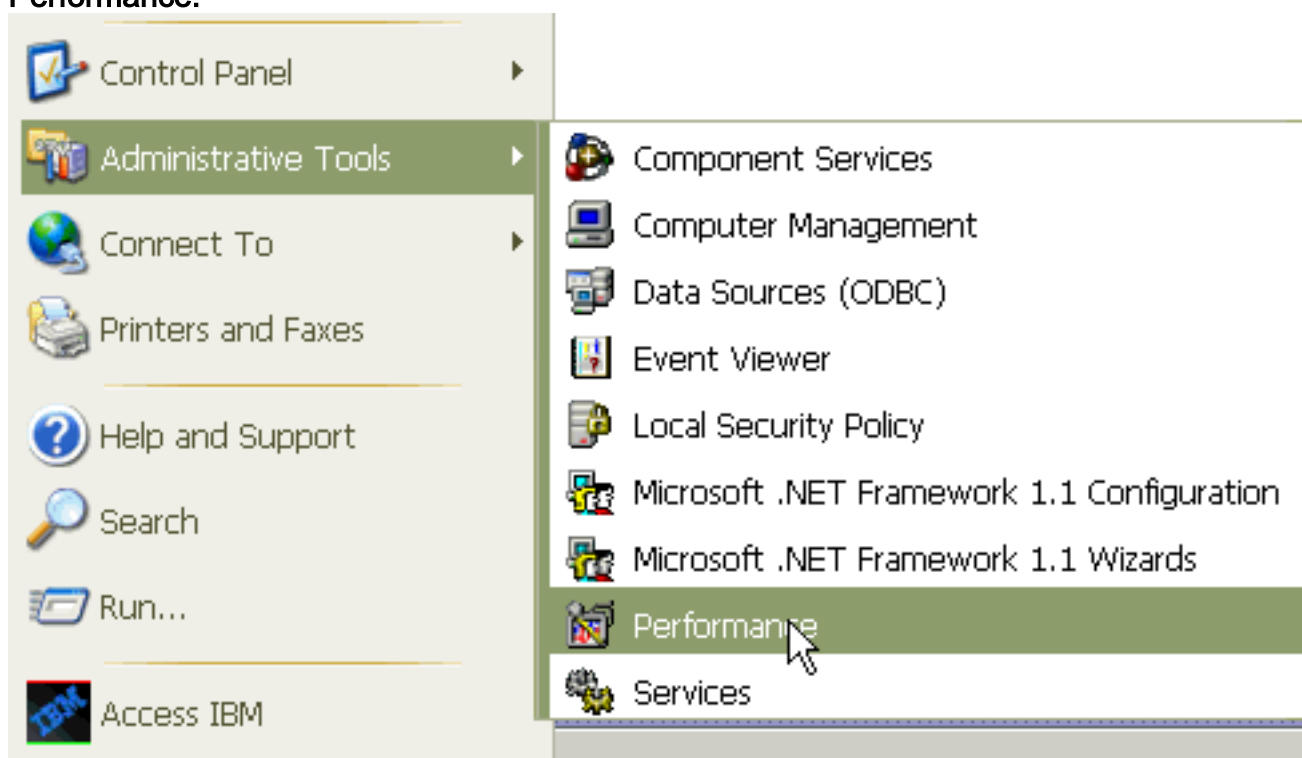 Performance.
Control Panel
Administrative Tools
Connect To
Printers and Faxes
Help and Support
Search
Run...
Access IBM
Component Services
Computer Management
Data Sources (ODBC)
Event Viewer
Local Security Policy
Microsoft .NET Framework 1.1 Configuration
Microsoft .NET Framework 1.1 Wizards
Performance
Services
IBM